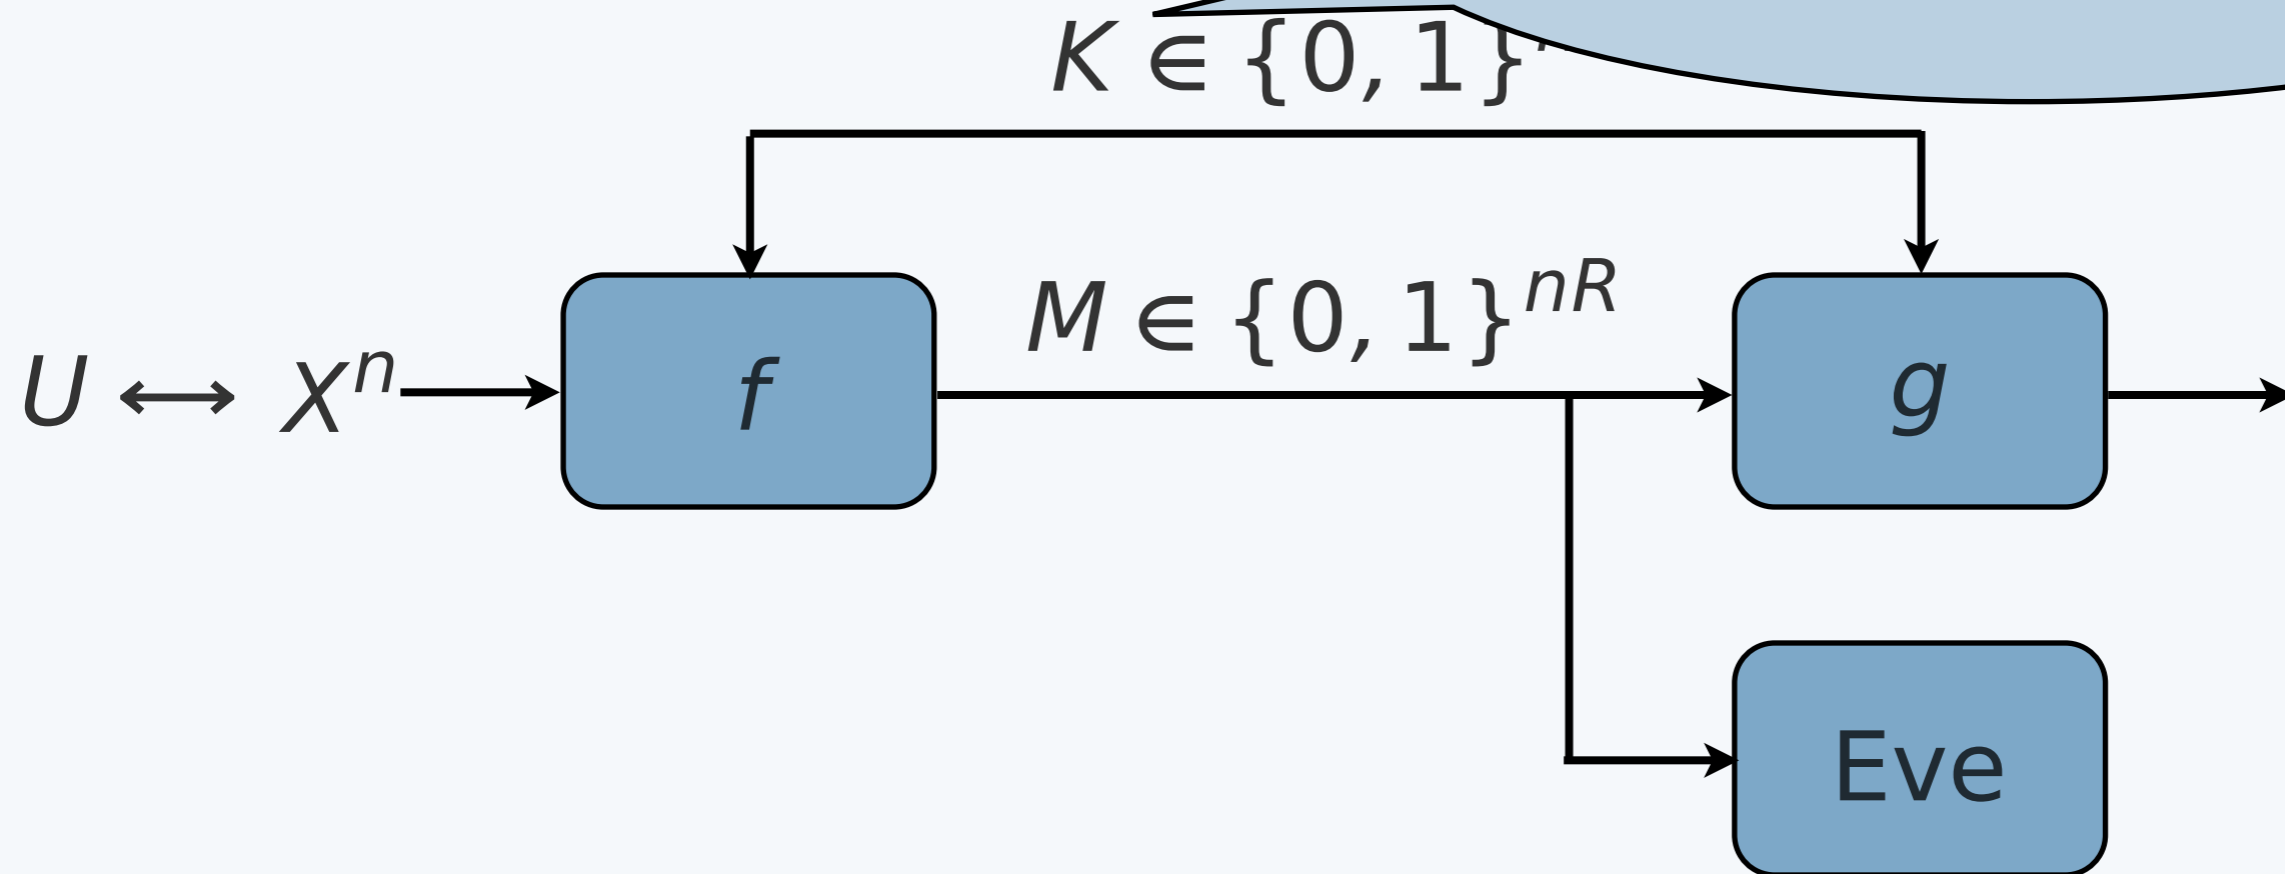 K ∈ {0, 1}
M ∈ {0, 1}^{nR}
U ⟷ X^n
f
g
Eve